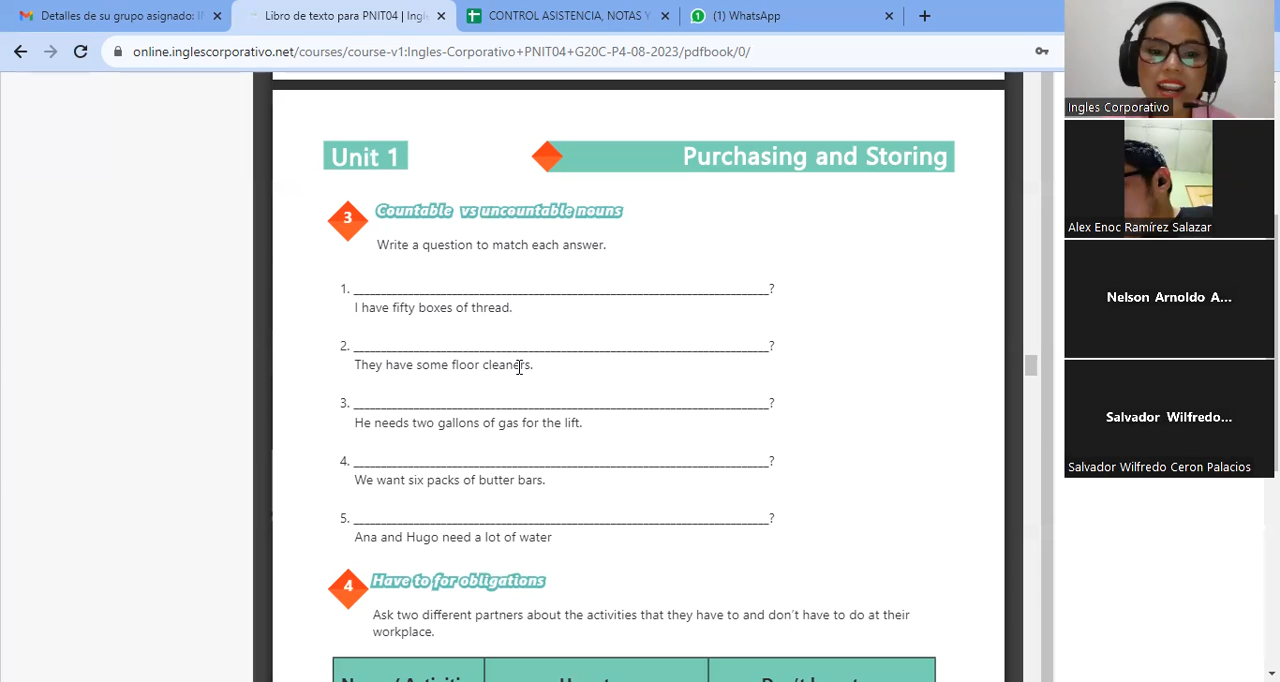 Detalles de su grupo asignado: I
Libro de texto para PNIT04 | Ingl
CONTROL ASISTENCIA, NOTAS Y
(1) WhatsApp
online.inglescorporativo.net/courses/course-v1:Ingles-Corporativo+PNIT04+G20C-P4-08-2023/pdfbook/0/
Ingles Corporativo
Alex Enoc Ramírez Salazar
Nelson Arnoldo A...
Salvador Wilfredo...
Salvador Wilfredo Ceron Palacios
Unit 1
Purchasing and Storing
3 Countable vs uncountable nouns
Write a question to match each answer.
1. ______________________________?
I have fifty boxes of thread.
2. ______________________________?
They have some floor cleaners.
3. ______________________________?
He needs two gallons of gas for the lift.
4. ______________________________?
We want six packs of butter bars.
5. ______________________________?
Ana and Hugo need a lot of water
4 Have to for obligations
Ask two different partners about the activities that they have to and don't have to do at their
workplace.